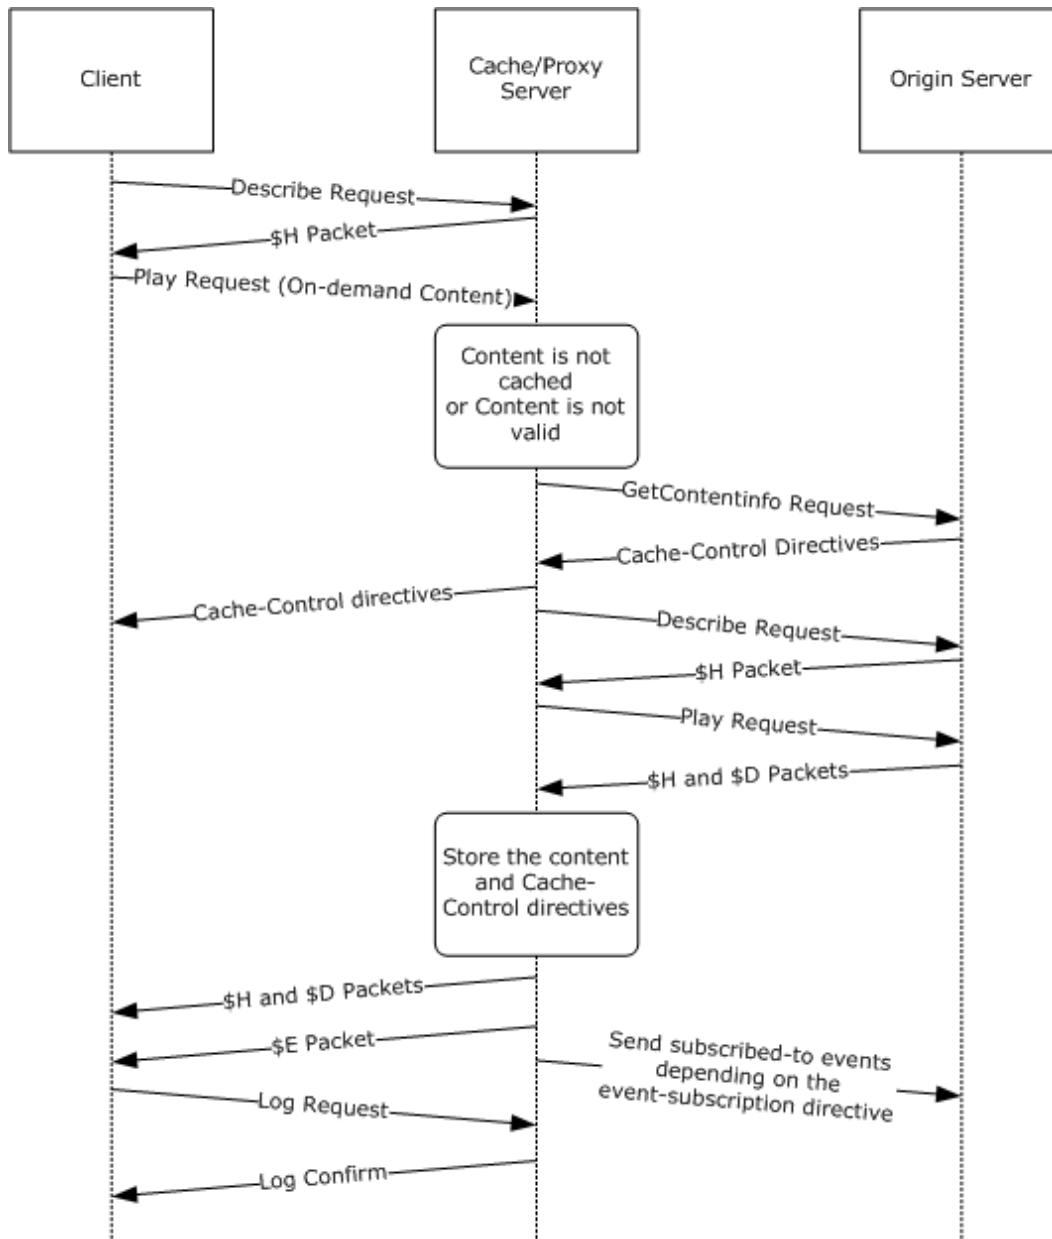 Client
Cache/Proxy
Server
Origin Server
Describe Request
$H Packet
Play Request (On-demand Content)
Content is not
cached
or Content is not
valid
GetContentinfo Request
Cache-Control Directives
Cache-Control directives
Describe Request
$H Packet
Play Request
$H and $D Packets
Store the content
and Cache-
Control directives
$H and $D Packets
$E Packet
Send subscribed-to events
depending on the
event-subscription directive
Log Request
Log Confirm